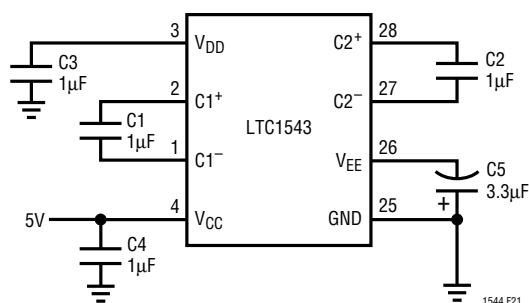 3
V_DD
C2+
28
C3
1µF
C2
1µF
2
C1+
C2−
27
C1
1µF
LTC1543
1
C1−
V_EE
26
C5
3.3µF
+
5V
4
V_CC
GND
25
C4
1µF
1544 F21